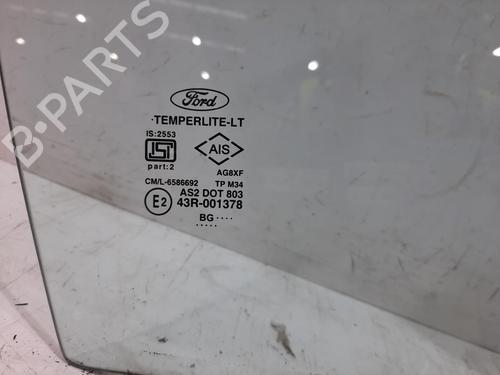 B-PARTS
Ford
·TEMPERLITE-LT
IS:2553
ISI
AIS
part:2
AG8XF
CM/L-6586692 TP M34
E2
AS2 DOT 803
43R-001378
BG ····
·····